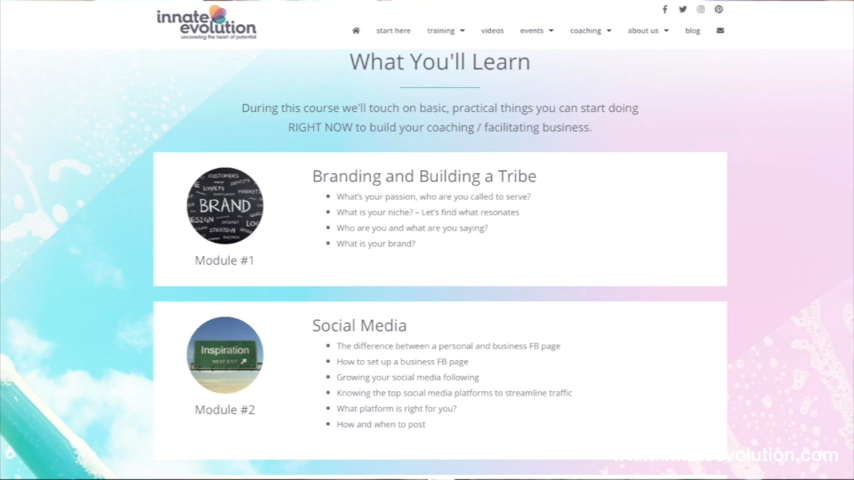 innate
evolution
uncovering the heart of potential
start here training videos events coaching about us blog
What You'll Learn
During this course we'll touch on basic, practical things you can start doing
RIGHT NOW to build your coaching / facilitating business.
CUSTOMERS
LOYALTY
IDENTITY
BRAND
STRATEGY
Module #1
Branding and Building a Tribe
What's your passion, who are you called to serve?
What is your niche? – Let's find what resonates
Who are you and what are you saying?
What is your brand?
Inspiration
NEXT EXIT
Module #2
Social Media
The difference between a personal and business FB page
How to set up a business FB page
Growing your social media following
Knowing the top social media platforms to streamline traffic
What platform is right for you?
How and when to post